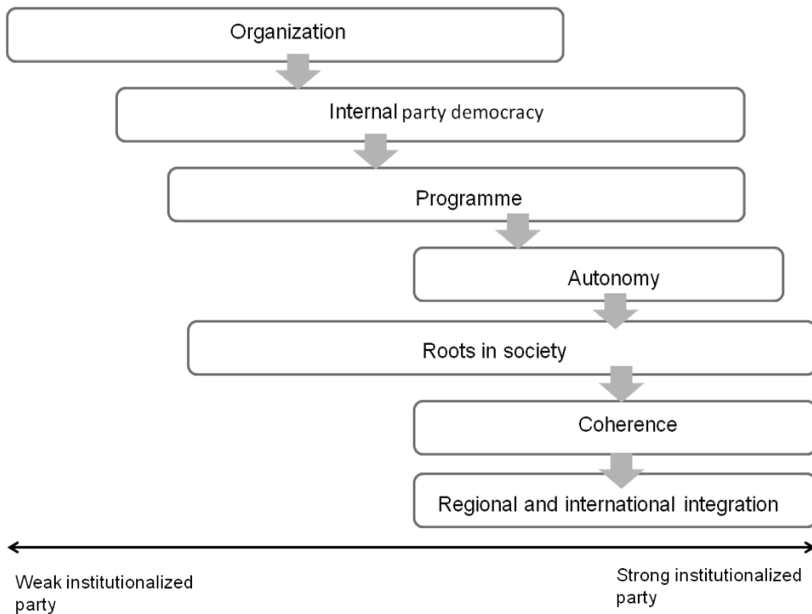 Organization
Internal party democracy
Programme
Autonomy
Roots in society
Coherence
Regional and international integration
Weak institutionalized
party
Strong institutionalized
party